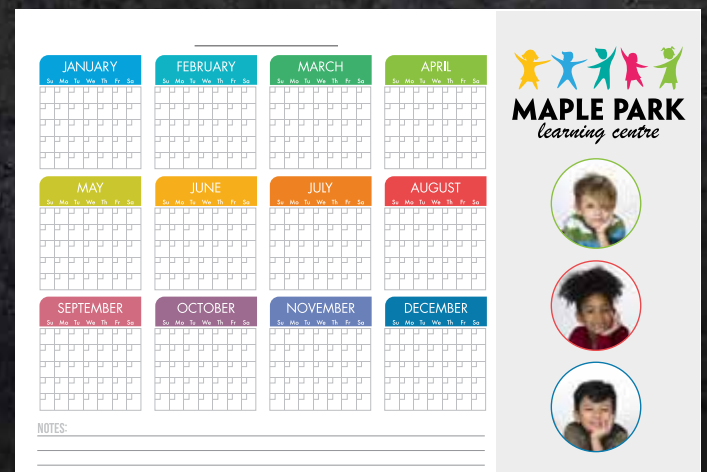 JANUARY FEBRUARY MARCH APRIL
Su Mo Tu We Th Fr Sa Su Mo Tu We Th Fr Sa Su Mo Tu We Th Fr Sa Su Mo Tu We Th Fr Sa
MAY JUNE JULY AUGUST
Su Mo Tu We Th Fr Sa Su Mo Tu We Th Fr Sa Su Mo Tu We Th Fr Sa Su Mo Tu We Th Fr Sa
SEPTEMBER OCTOBER NOVEMBER DECEMBER
Su Mo Tu We Th Fr Sa Su Mo Tu We Th Fr Sa Su Mo Tu We Th Fr Sa Su Mo Tu We Th Fr Sa
NOTES:
MAPLE PARK
learning centre